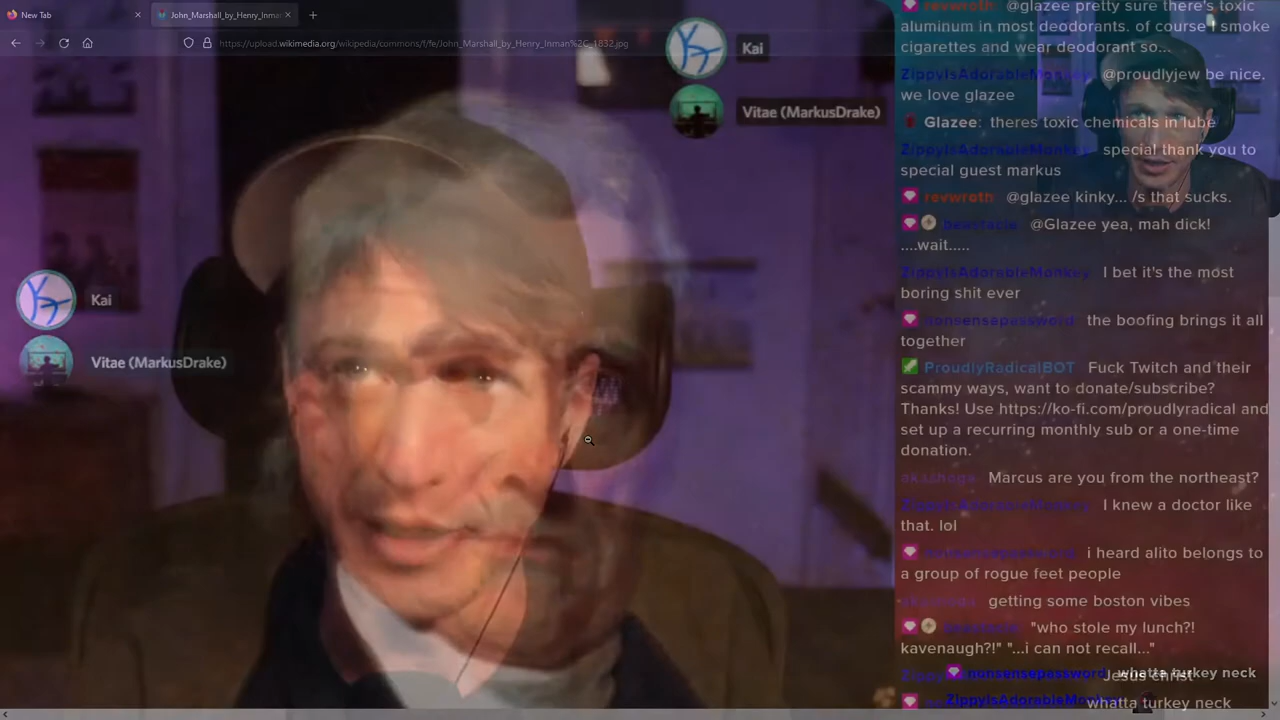 New Tab
John_Marshall_by_Henry_Inman
https://upload.wikimedia.org/wikipedia/commons/f/fe/John_Marshall_by_Henry_Inman%2C_1832.jpg
Kai
Vitae (MarkusDrake)
Kai
Vitae (MarkusDrake)
revwroth @glazee pretty sure there's toxic
aluminum in most deodorants. of course I smoke
cigarettes and wear deodorant so...
ZippyIsAdorableMonkey @proudlyjew be nice.
we love glazee
Glazee: theres toxic chemicals in lube
ZippyIsAdorableMonkey special thank you to
special guest markus
revwroth @glazee kinky... /s that sucks.
@Glazee yea, mah dick!
....wait.....
ZippyIsAdorableMonkey I bet it's the most
boring shit ever
nonsensepassword the boofing brings it all
together
ProudlyRadicalBOT Fuck Twitch and their
scammy ways, want to donate/subscribe?
Thanks! Use https://ko-fi.com/proudlyradical and
set up a recurring monthly sub or a one-time
donation.
Marcus are you from the northeast?
ZippyIsAdorableMonkey I knew a doctor like
that. lol
nonsensepassword i heard alito belongs to
a group of rogue feet people
getting some boston vibes
"who stole my lunch?!
kavenaugh?!" "...i can not recall..."
nonsensepassword whatta turkey neck
Jesus christ
ZippyIsAdorableMonkey
whatta turkey neck